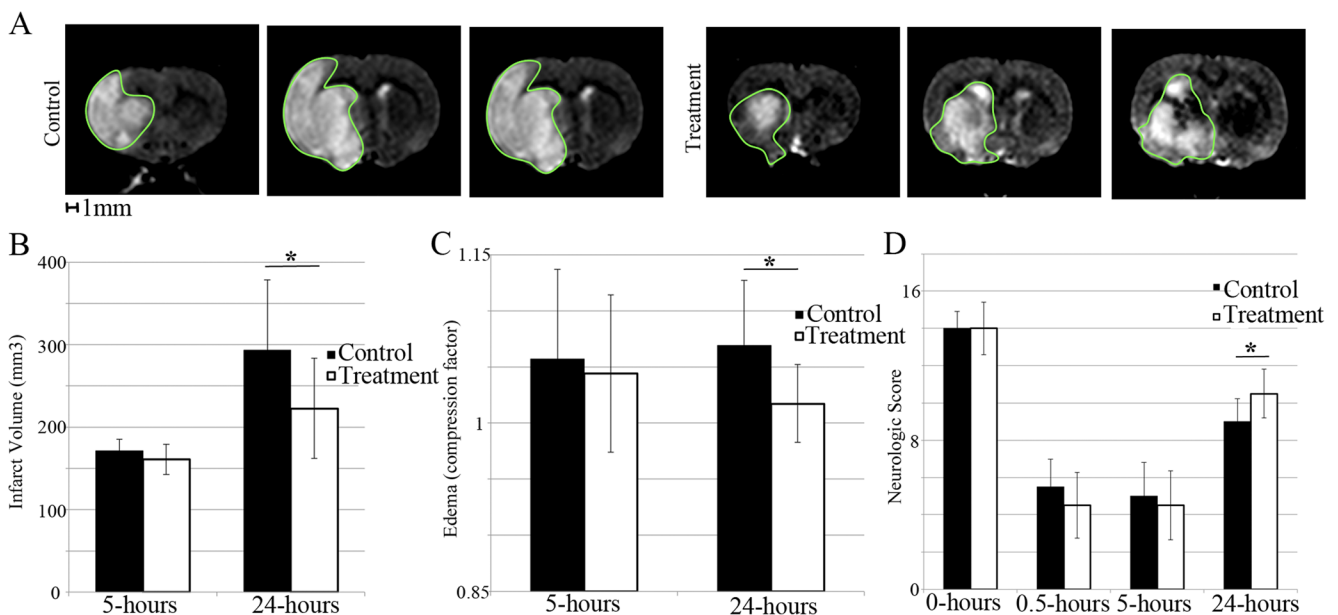 A
Control
Treatment
1mm
B
400
300
200
100
0
Infarct Volume (mm3)
*
Control
Treatment
5-hours
24-hours
C
1.15
1
0.85
Edema (compression factor)
*
Control
Treatment
5-hours
24-hours
D
16
8
0
Neurologic Score
Control
Treatment
*
0-hours
0.5-hours
5-hours
24-hours